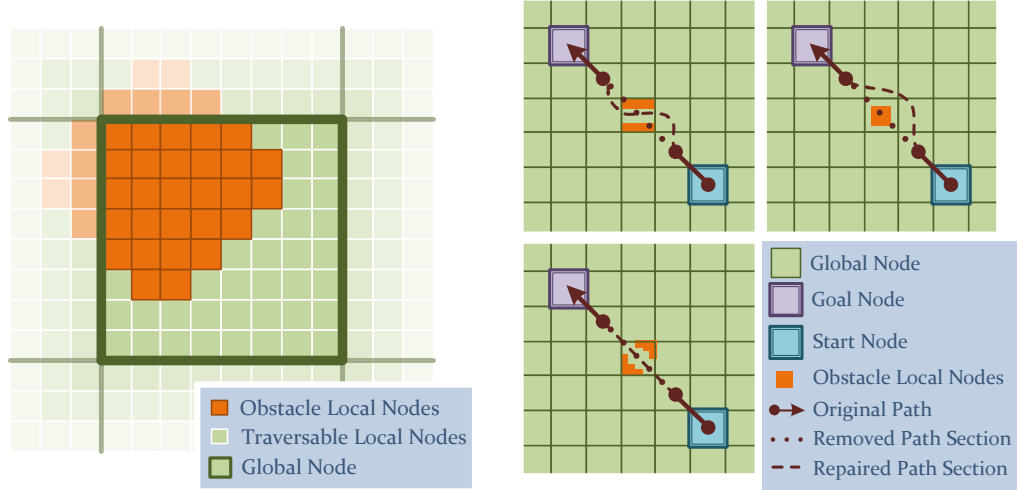 Obstacle Local Nodes
Traversable Local Nodes
Global Node
Global Node
Goal Node
Start Node
Obstacle Local Nodes
Original Path
Removed Path Section
Repaired Path Section